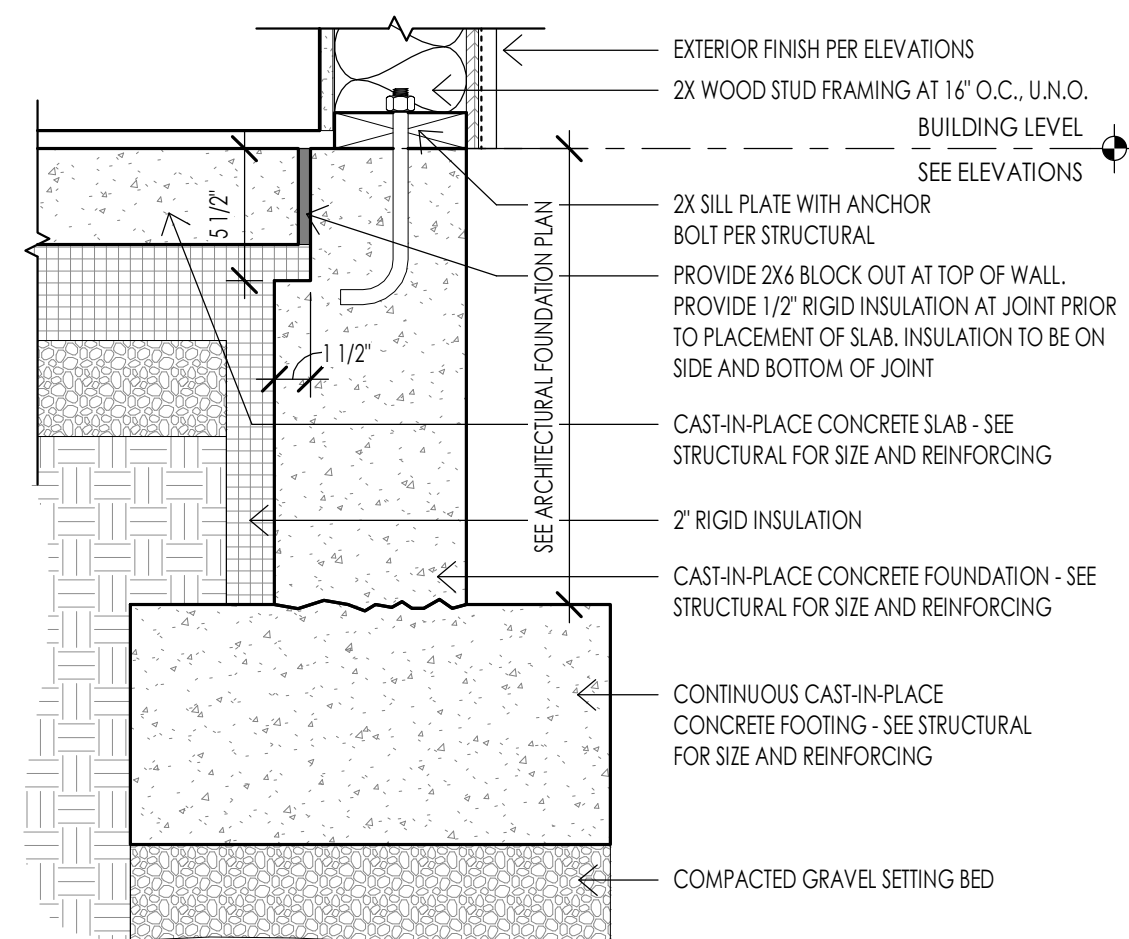 EXTERIOR FINISH PER ELEVATIONS
2X WOOD STUD FRAMING AT 16" O.C., U.N.O.
BUILDING LEVEL
SEE ELEVATIONS
2X SILL PLATE WITH ANCHOR
BOLT PER STRUCTURAL
PROVIDE 2X6 BLOCK OUT AT TOP OF WALL.
PROVIDE 1/2" RIGID INSULATION AT JOINT PRIOR
TO PLACEMENT OF SLAB. INSULATION TO BE ON
SIDE AND BOTTOM OF JOINT
CAST-IN-PLACE CONCRETE SLAB - SEE
STRUCTURAL FOR SIZE AND REINFORCING
2" RIGID INSULATION
CAST-IN-PLACE CONCRETE FOUNDATION - SEE
STRUCTURAL FOR SIZE AND REINFORCING
CONTINUOUS CAST-IN-PLACE
CONCRETE FOOTING - SEE STRUCTURAL
FOR SIZE AND REINFORCING
COMPACTED GRAVEL SETTING BED
5 1/2"
1 1/2"
SEE ARCHITECTURAL FOUNDATION PLAN